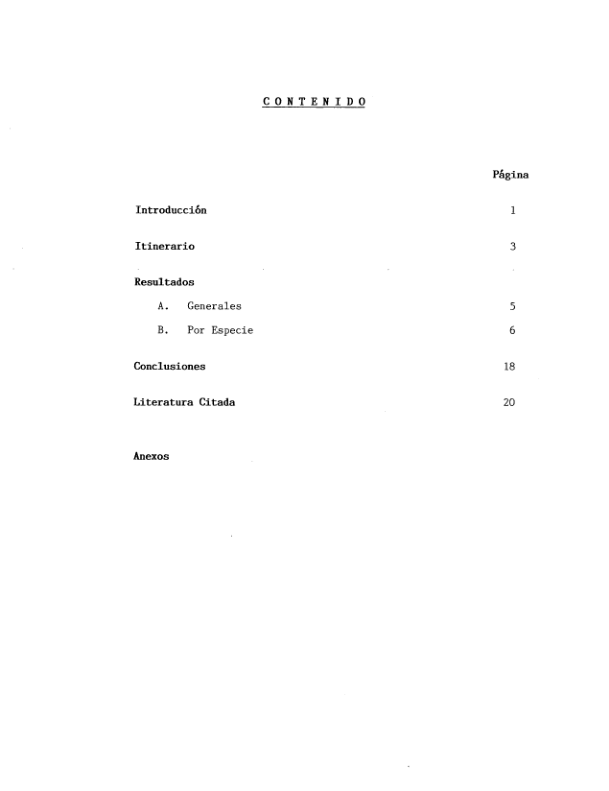 C O N T E N I D O
Página
Introducción 1
Itinerario 3
Resultados
A. Generales 5
B. Por Especie 6
Conclusiones 18
Literatura Citada 20
Anexos